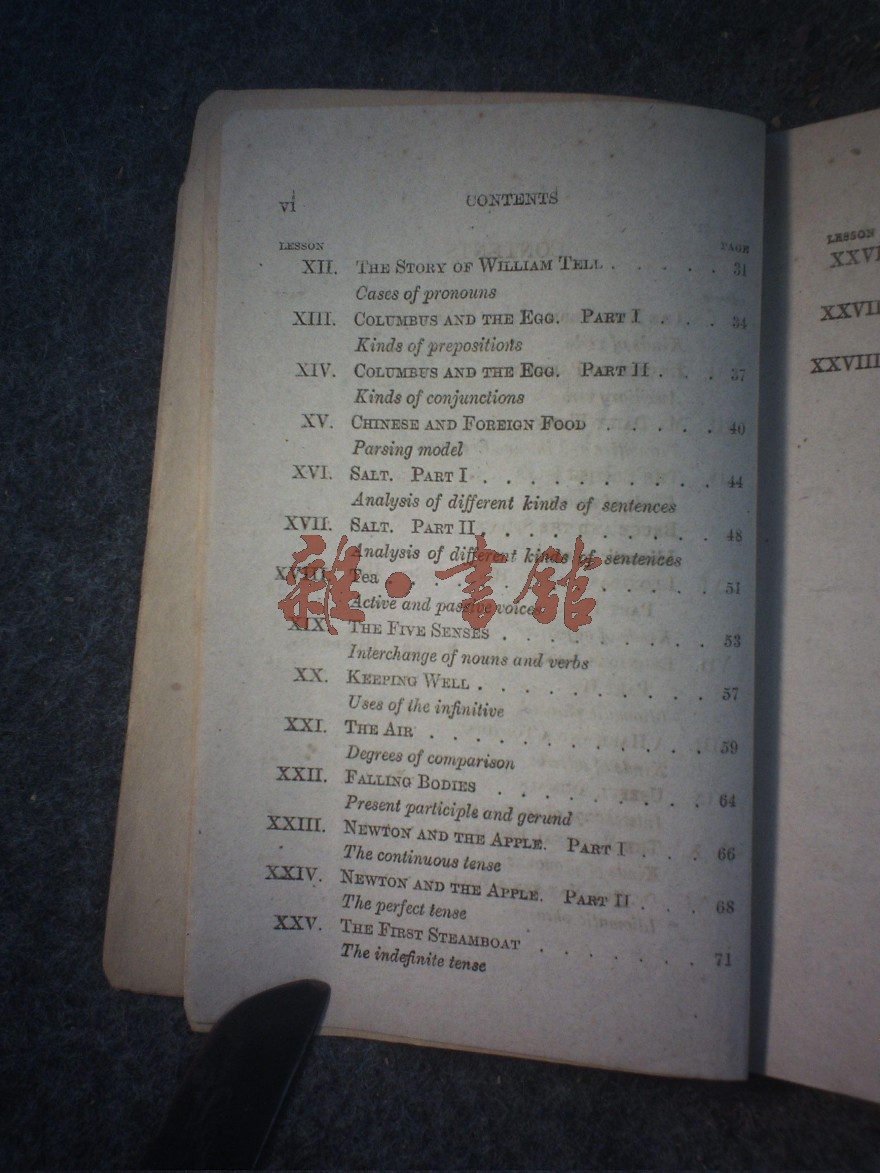 vi CONTENTS
LESSON PAGE
XII. THE STORY OF WILLIAM TELL . . . . . . 31
Cases of pronouns
XIII. COLUMBUS AND THE EGG. PART I . . . 34
Kinds of prepositions
XIV. COLUMBUS AND THE EGG. PART II . . . 37
Kinds of conjunctions
XV. CHINESE AND FOREIGN FOOD . . . . . 40
Parsing model
XVI. SALT. PART I . . . . . . . . . . 44
Analysis of different kinds of sentences
XVII. SALT. PART II . . . . . . . . . . 48
Analysis of different kinds of sentences
XVIII. Tea . . . . . . . . . . . . . 51
Active and passive voices
XIX. THE FIVE SENSES . . . . . . . . . 53
Interchange of nouns and verbs
XX. KEEPING WELL . . . . . . . . . . 57
Uses of the infinitive
XXI. THE AIR . . . . . . . . . . . . 59
Degrees of comparison
XXII. FALLING BODIES . . . . . . . . . 64
Present participle and gerund
XXIII. NEWTON AND THE APPLE. PART I . . . 66
The continuous tense
XXIV. NEWTON AND THE APPLE. PART II . . . 68
The perfect tense
XXV. THE FIRST STEAMBOAT . . . . . . . 71
The indefinite tense
雜·書館
LESSON
XXVIII